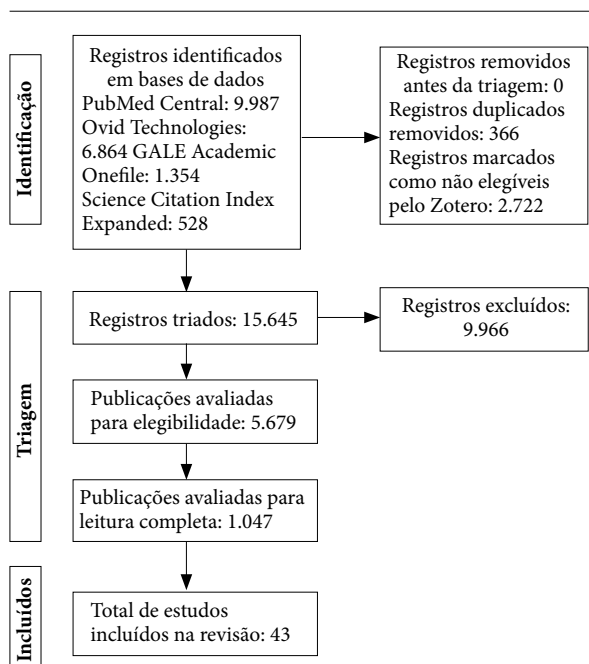 Identificação
Registros identificados
em bases de dados
PubMed Central: 9.987
Ovid Technologies:
6.864 GALE Academic
Onefile: 1.354
Science Citation Index
Expanded: 528
Registros removidos
antes da triagem: 0
Registros duplicados
removidos: 366
Registros marcados
como não elegíveis
pelo Zotero: 2.722
Triagem
Registros triados: 15.645
Registros excluídos:
9.966
Publicações avaliadas
para elegibilidade: 5.679
Publicações avaliadas para
leitura completa: 1.047
Incluídos
Total de estudos
incluídos na revisão: 43